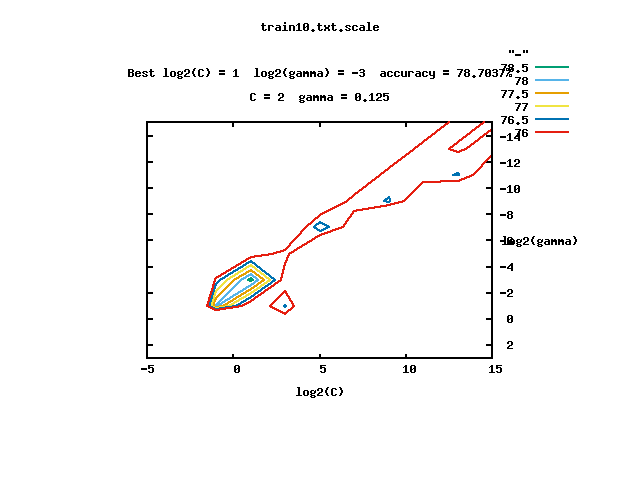 train10.txt.scale
"-"
Best log2(C) = 1  log2(gamma) = -3  accuracy = 78.7037%
78.5
78
77.5
77
76.5
76
C = 2  gamma = 0.125
-14
-12
-10
-8
-6
log2(gamma)
-4
-2
0
2
-5 0 5 10 15
log2(C)